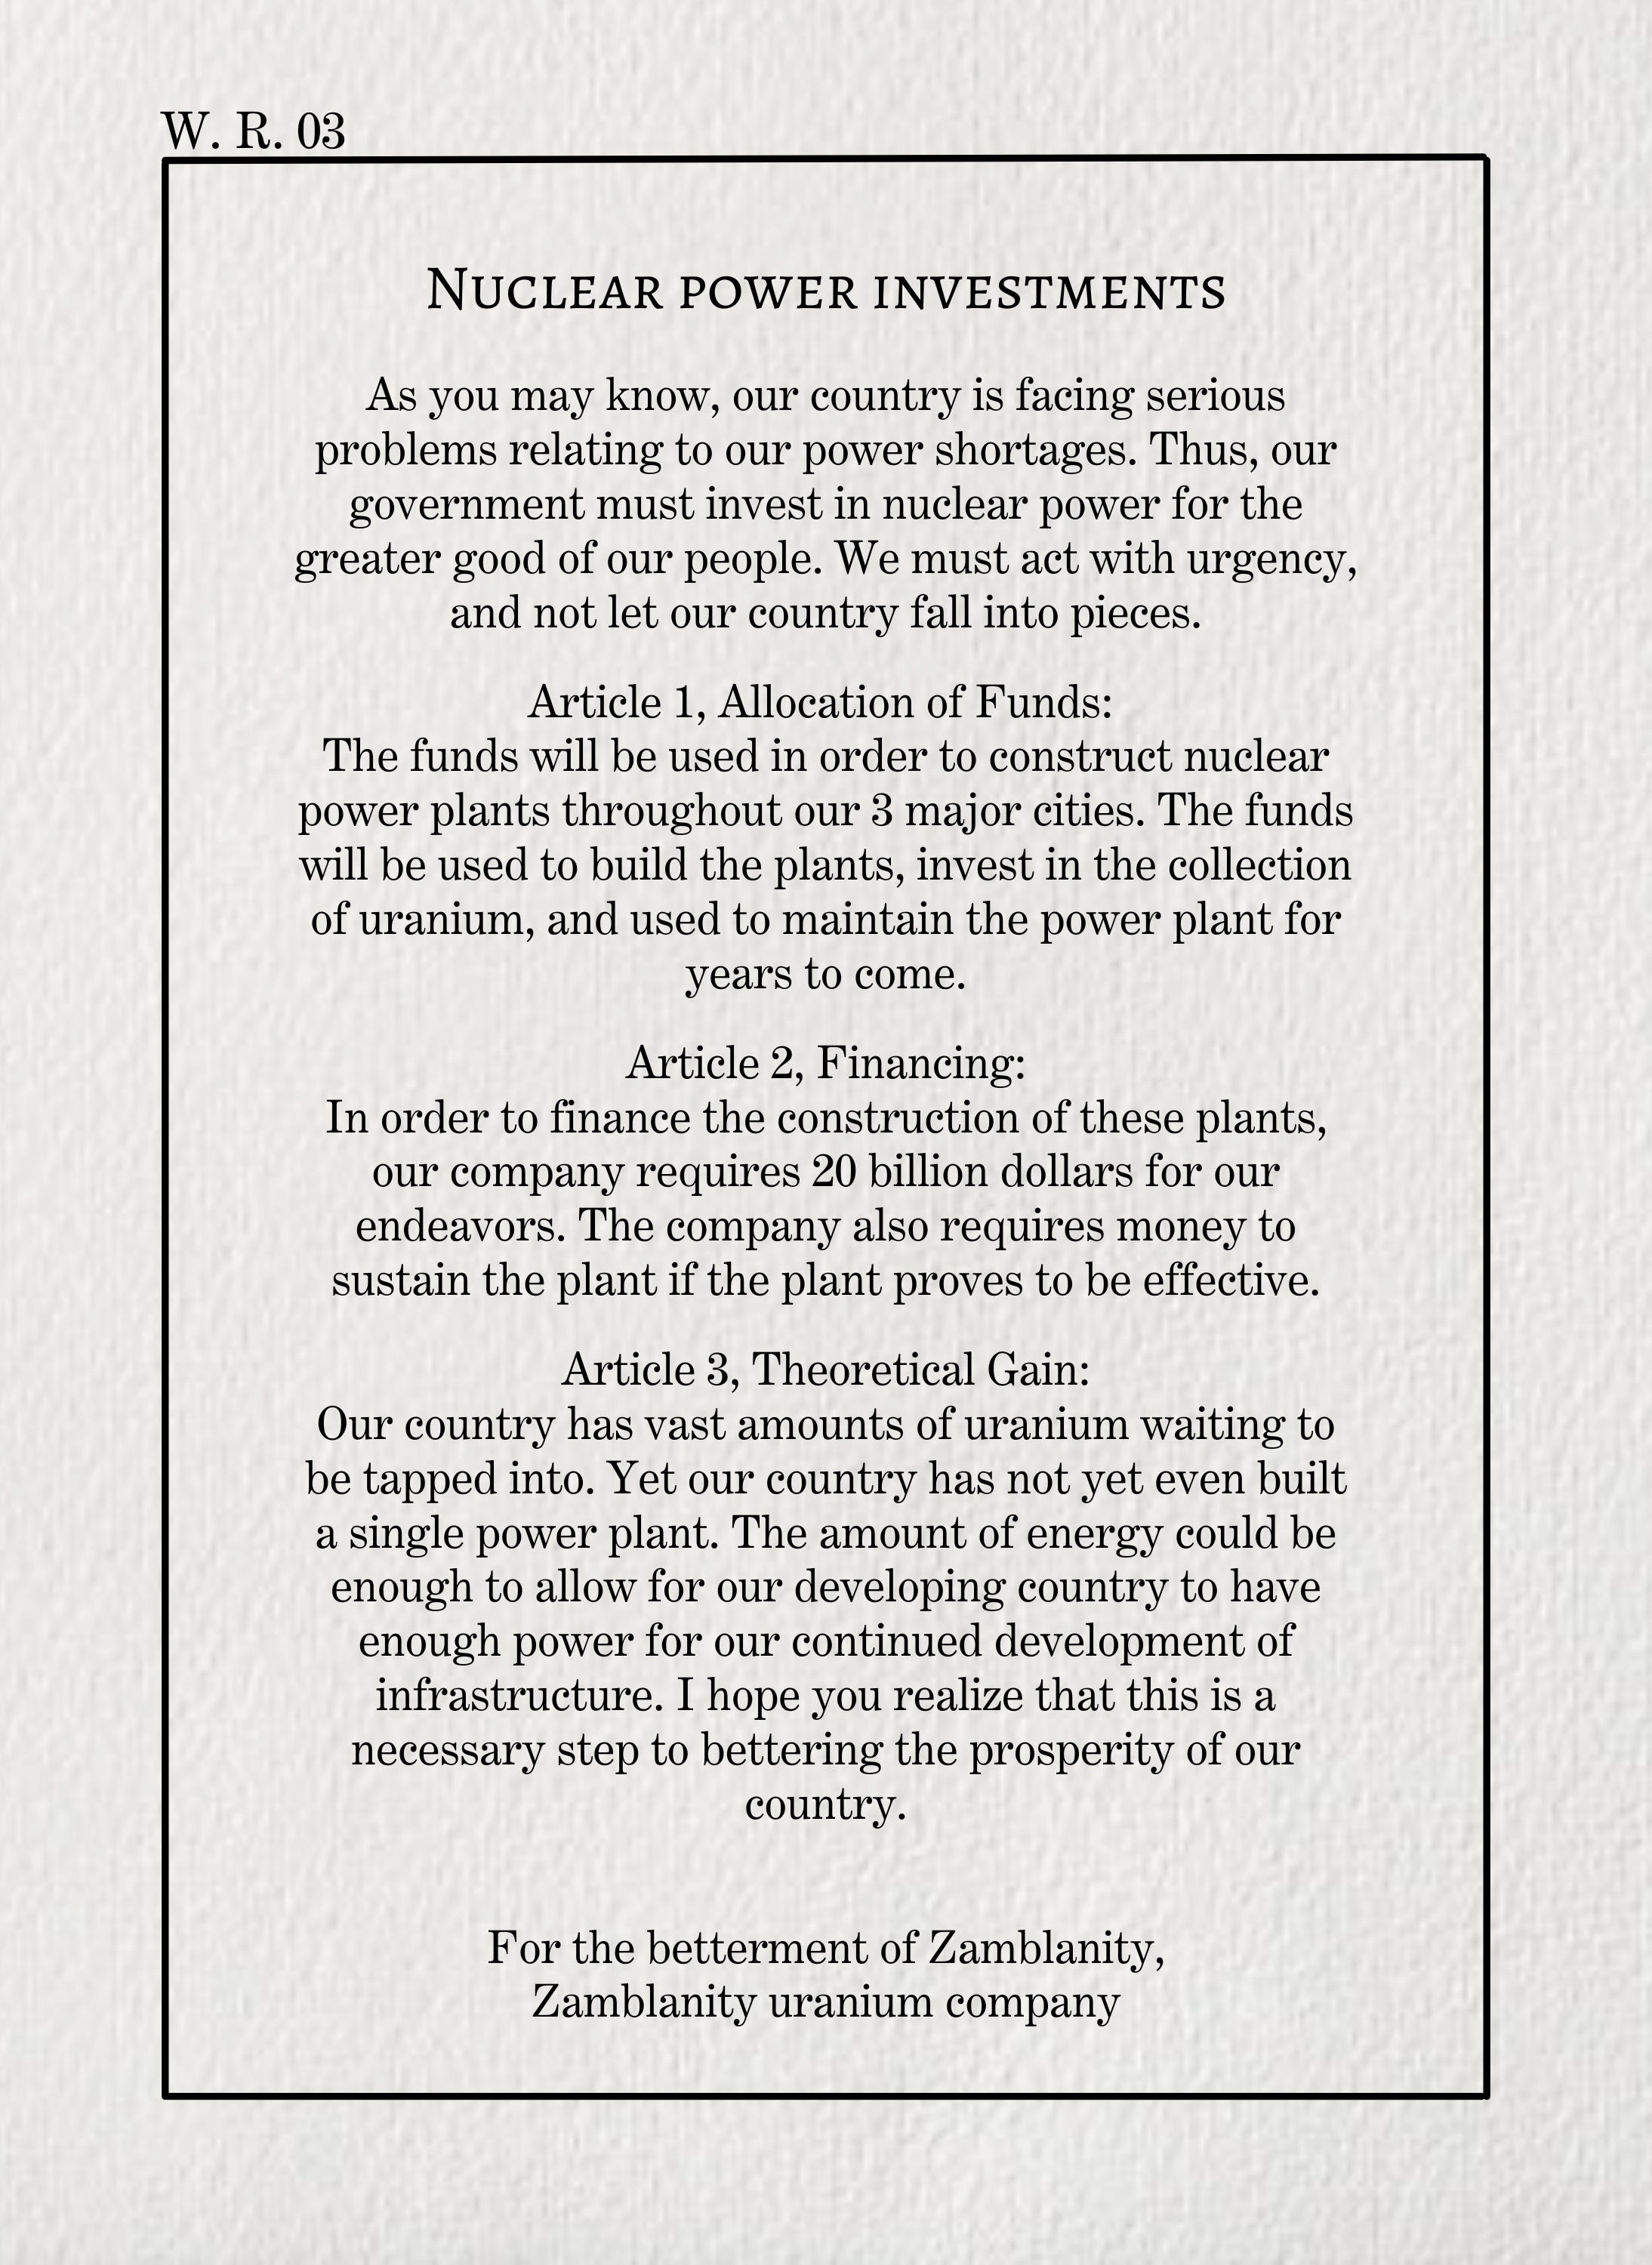 W. R. 03
Nuclear power investments
As you may know, our country is facing serious
problems relating to our power shortages. Thus, our
government must invest in nuclear power for the
greater good of our people. We must act with urgency,
and not let our country fall into pieces.
Article 1, Allocation of Funds:
The funds will be used in order to construct nuclear
power plants throughout our 3 major cities. The funds
will be used to build the plants, invest in the collection
of uranium, and used to maintain the power plant for
years to come.
Article 2, Financing:
In order to finance the construction of these plants,
our company requires 20 billion dollars for our
endeavors. The company also requires money to
sustain the plant if the plant proves to be effective.
Article 3, Theoretical Gain:
Our country has vast amounts of uranium waiting to
be tapped into. Yet our country has not yet even built
a single power plant. The amount of energy could be
enough to allow for our developing country to have
enough power for our continued development of
infrastructure. I hope you realize that this is a
necessary step to bettering the prosperity of our
country.
For the betterment of Zamblanity,
Zamblanity uranium company